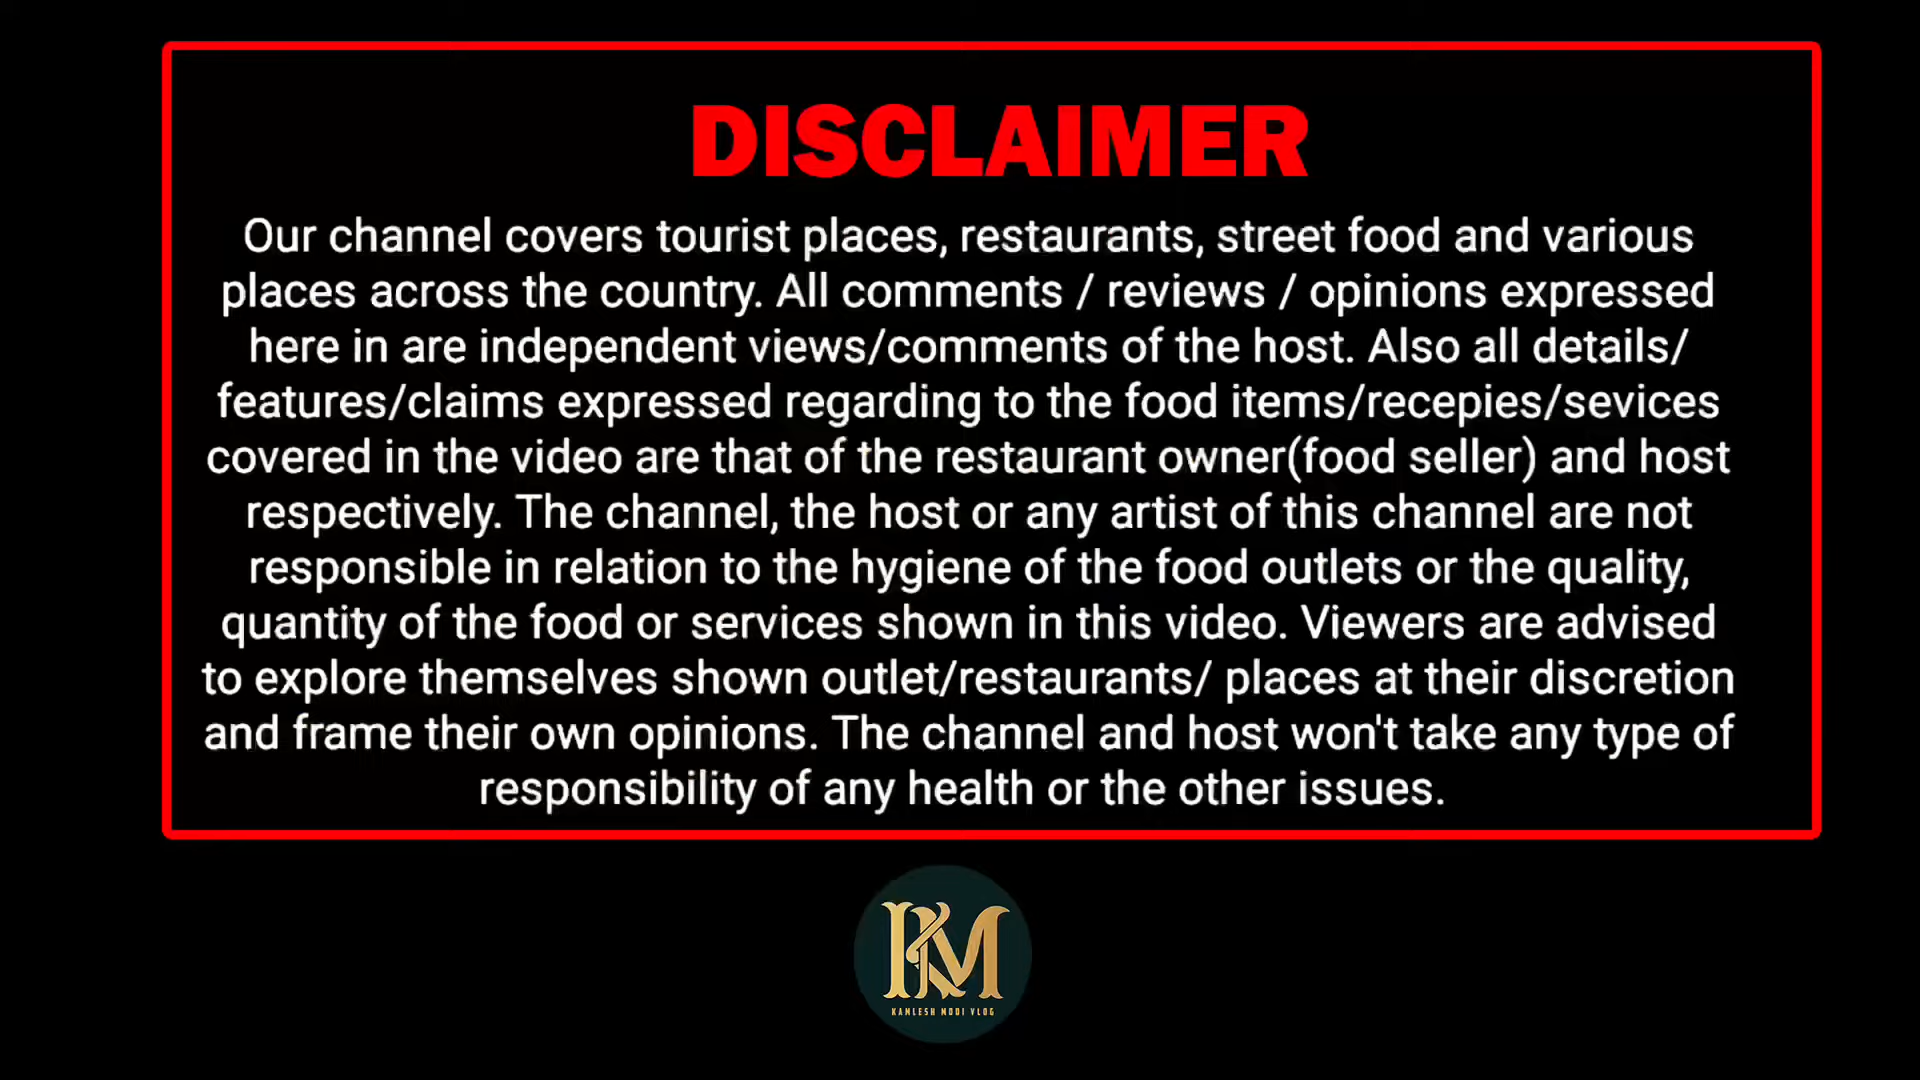 DISCLAIMER
Our channel covers tourist places, restaurants, street food and various
places across the country. All comments / reviews / opinions expressed
here in are independent views/comments of the host. Also all details/
features/claims expressed regarding to the food items/recepies/sevices
covered in the video are that of the restaurant owner(food seller) and host
respectively. The channel, the host or any artist of this channel are not
responsible in relation to the hygiene of the food outlets or the quality,
quantity of the food or services shown in this video. Viewers are advised
to explore themselves shown outlet/restaurants/ places at their discretion
and frame their own opinions. The channel and host won't take any type of
responsibility of any health or the other issues.
KM
KAMLESH MODI VLOG